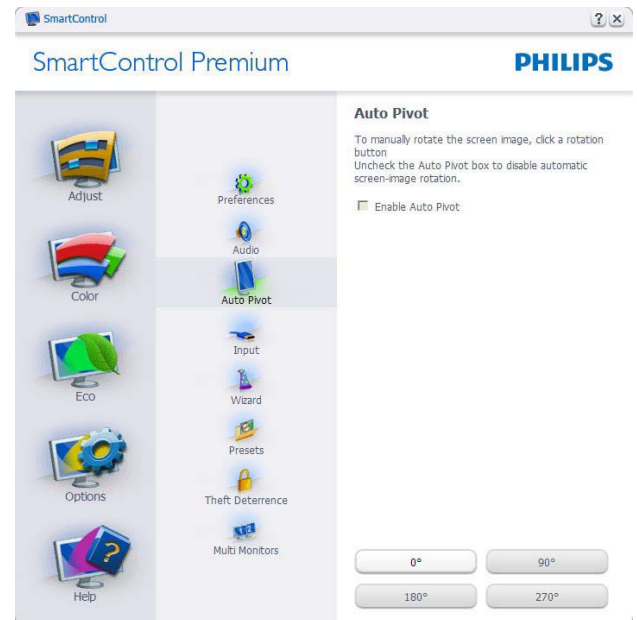 SmartControl
SmartControl Premium
PHILIPS
Adjust
Color
Eco
Options
Help
Preferences
Audio
Auto Pivot
Input
Wizard
Presets
Theft Deterrence
Multi Monitors
Auto Pivot
To manually rotate the screen image, click a rotation
button
Uncheck the Auto Pivot box to disable automatic
screen-image rotation.
Enable Auto Pivot
0°
90°
180°
270°